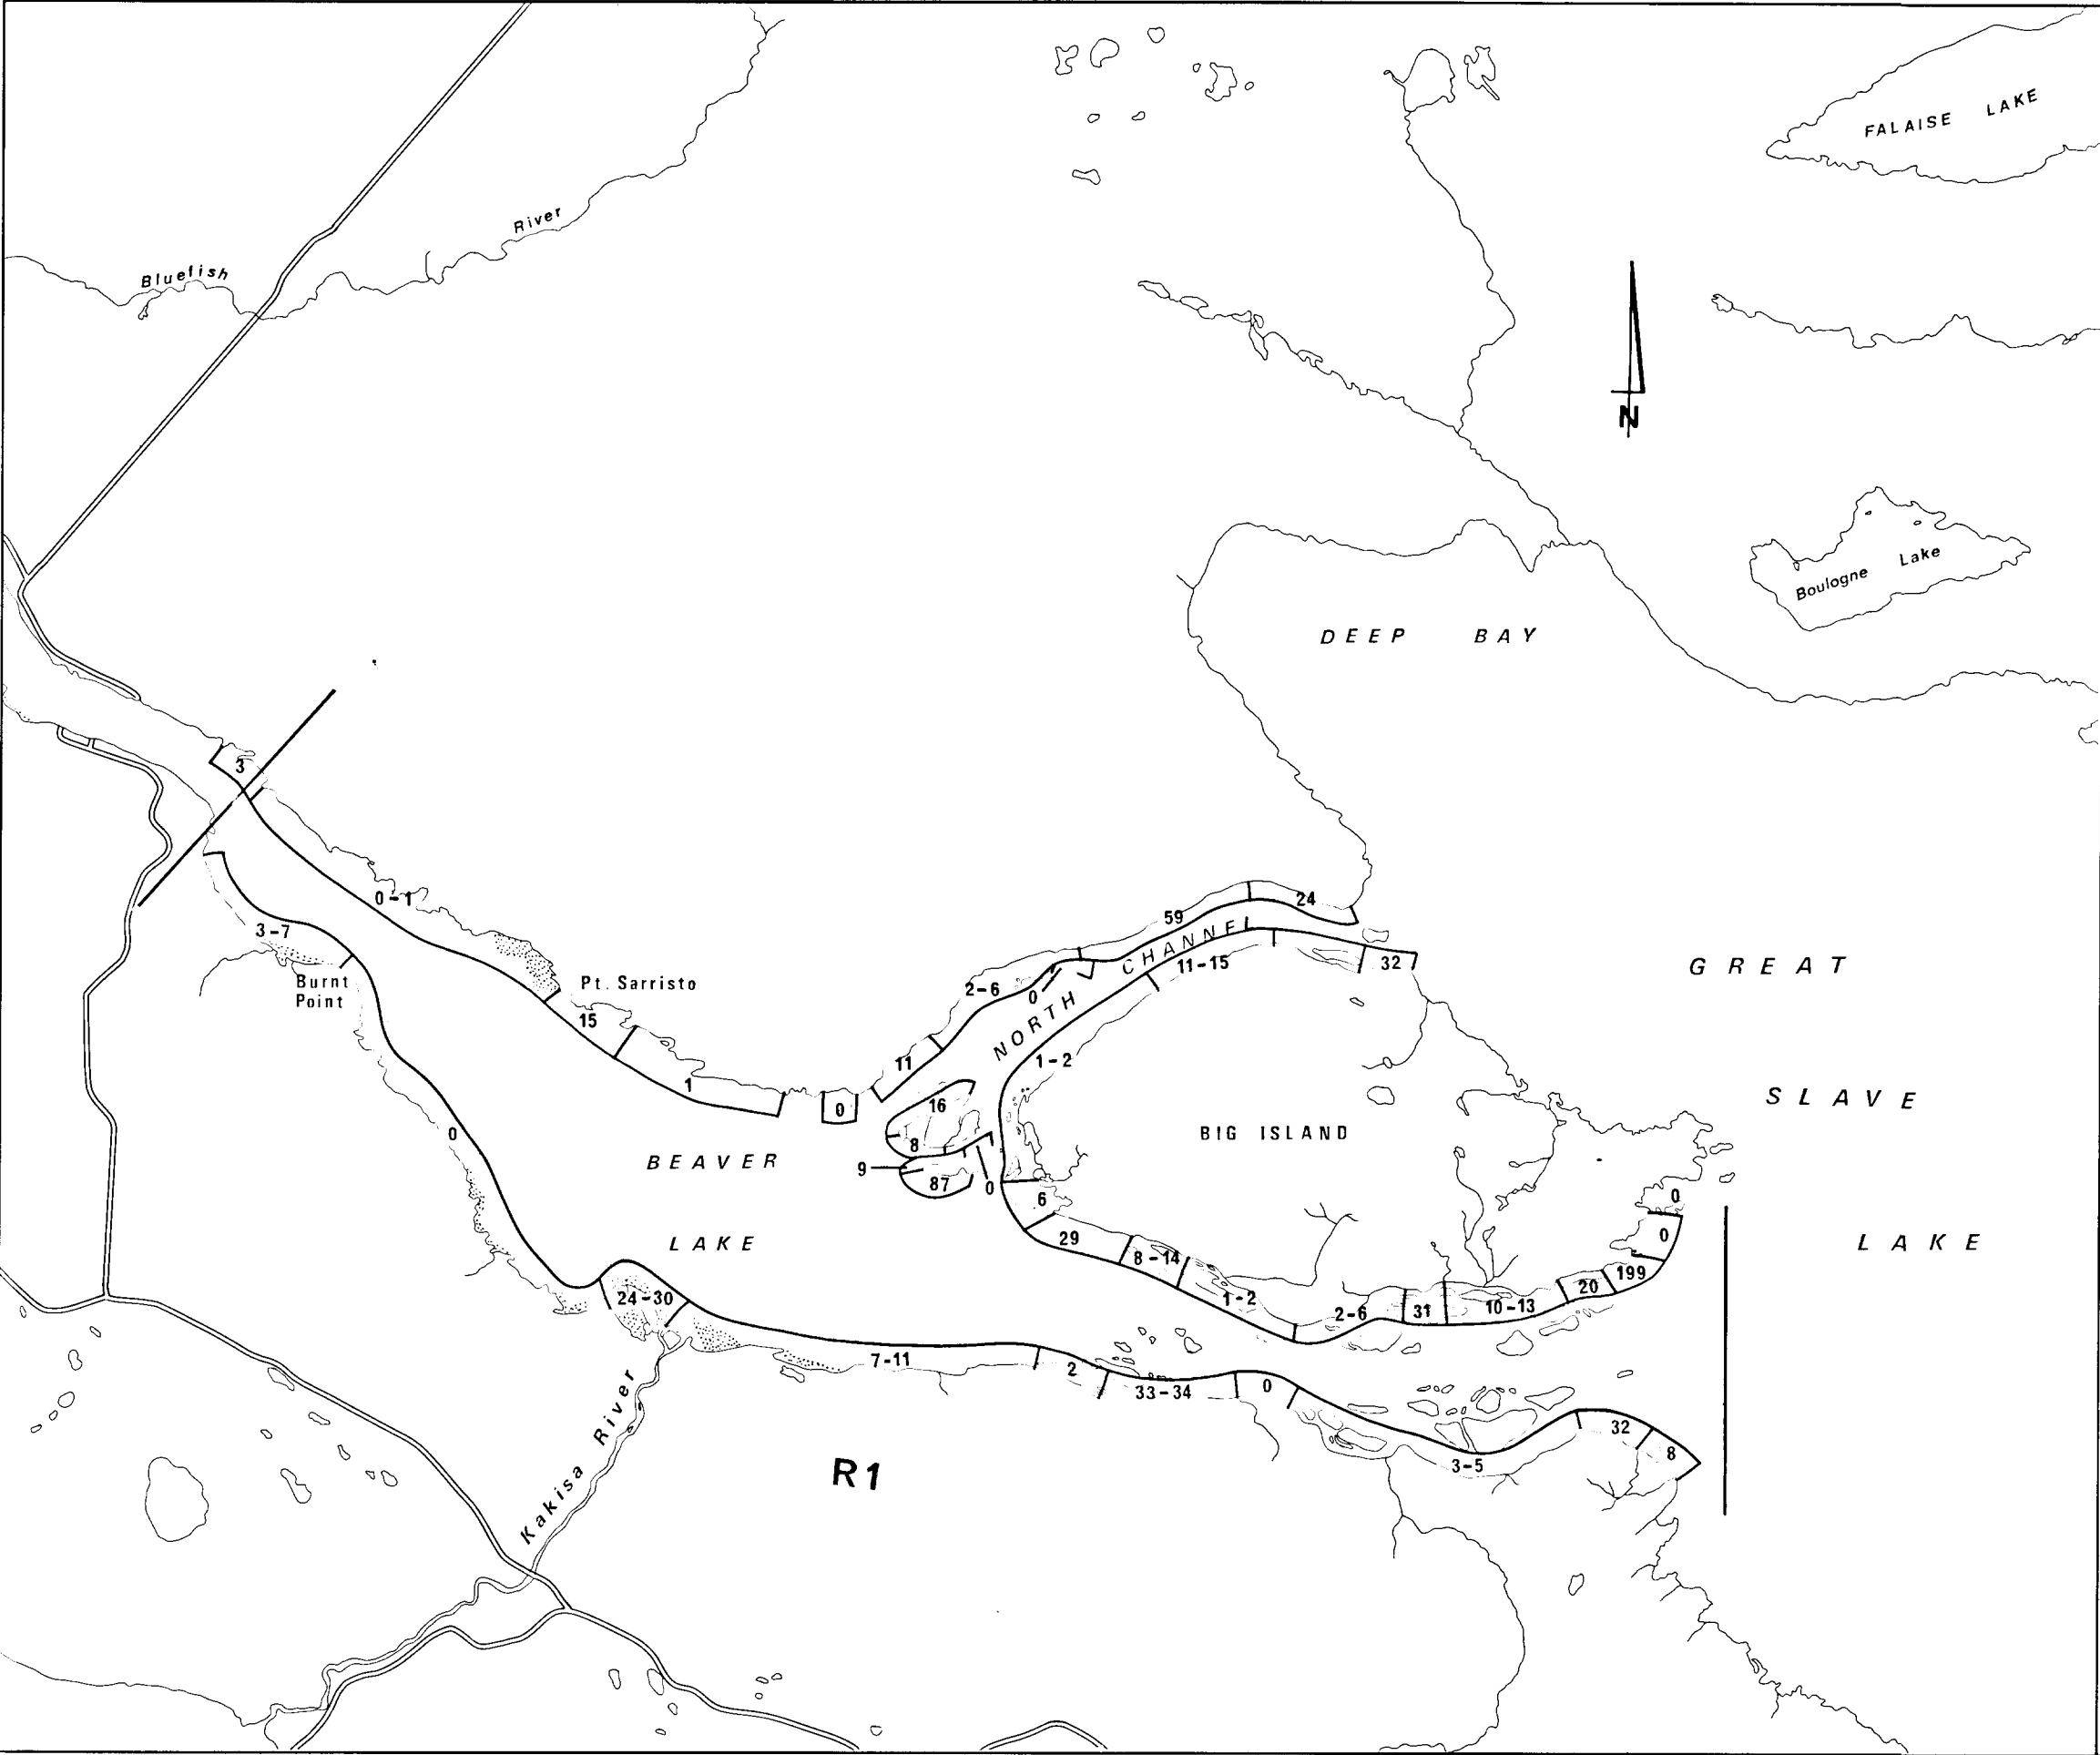 FALAISE LAKE
River
Bluefish
N
Boulogne Lake
DEEP BAY
3
0-1
24
59
3-7
CHANNEL
11-15
32
GREAT
Burnt
Point
Pt. Sarristo
2-6
0
NORTH
15
11
1-2
1
0
16
SLAVE
0
8
BIG ISLAND
BEAVER
9
87
0
6
0
29
0
LAKE
8-14
LAKE
199
20
24-30
1-2
2-6
31
10-13
7-11
2
33-34
0
32
8
3-5
Kakisa River
R1